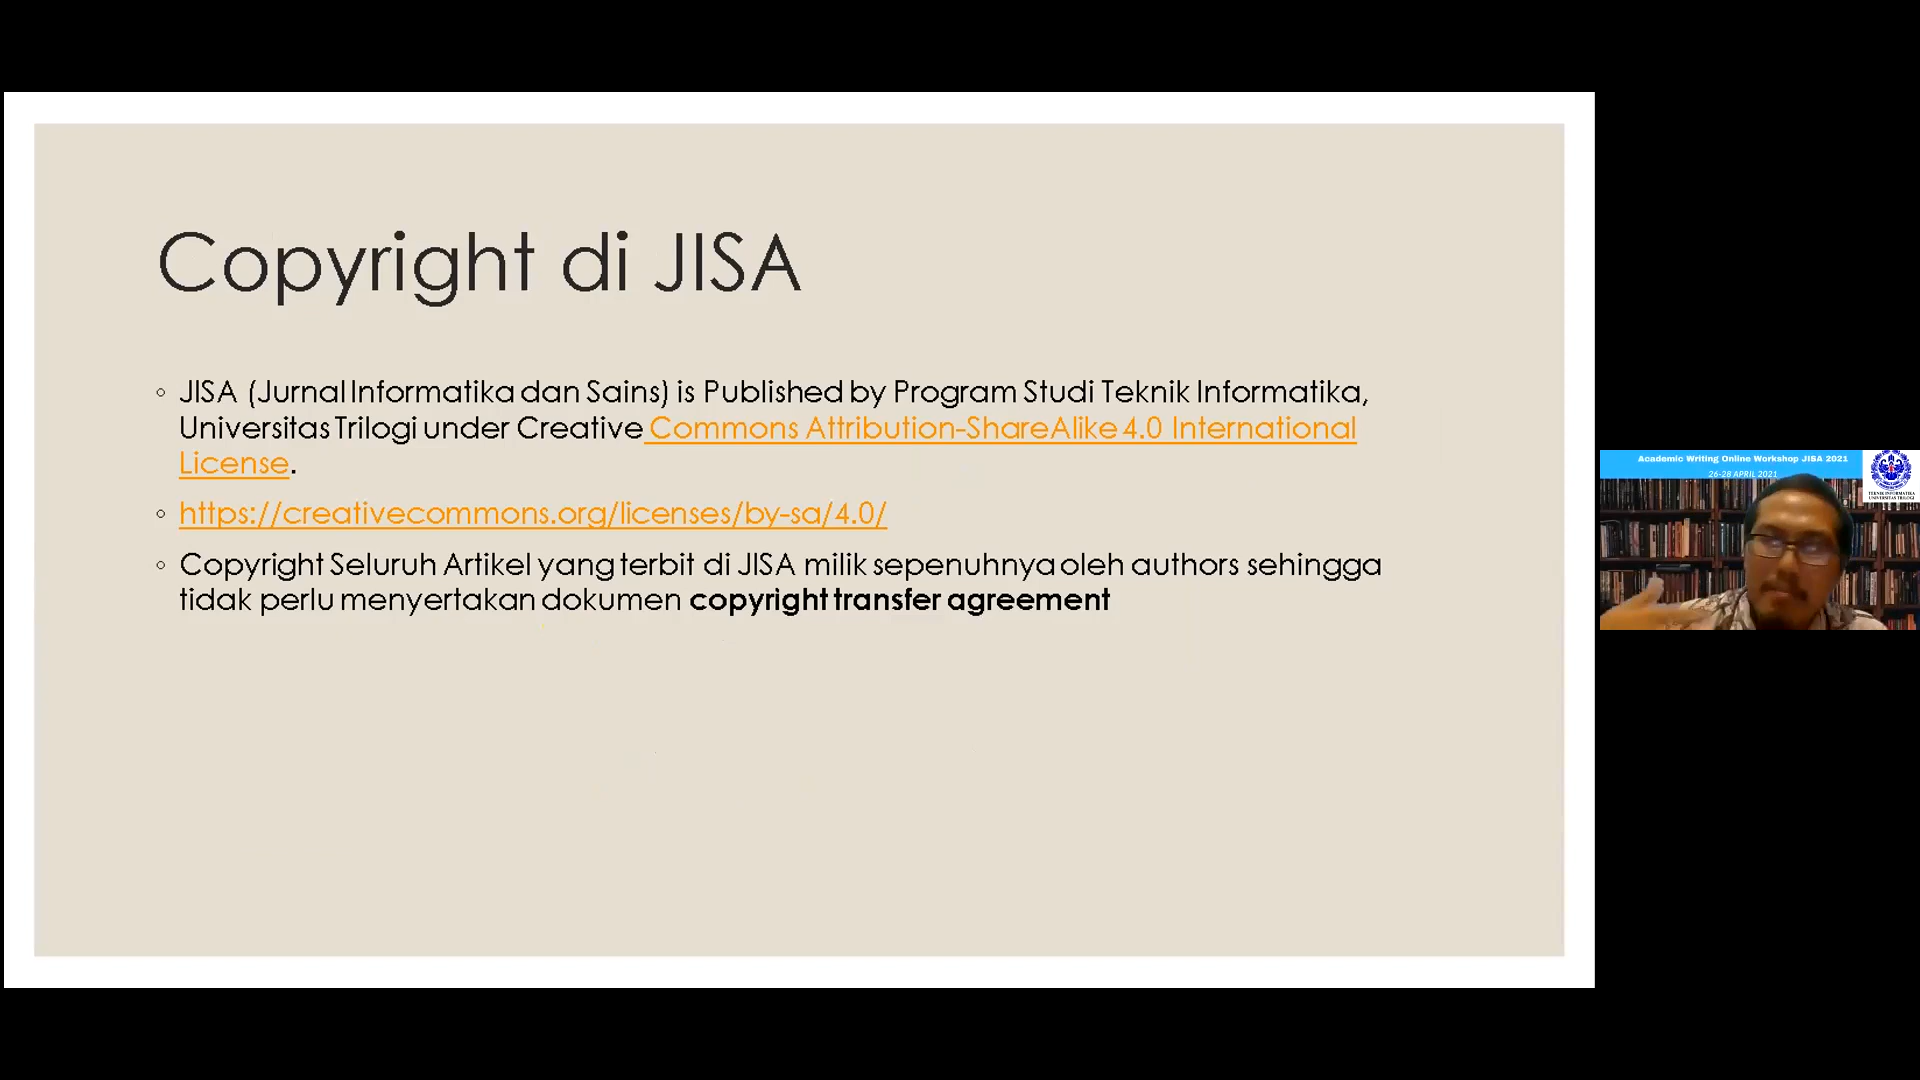 Copyright di JISA
◦ JISA (Jurnal Informatika dan Sains) is Published by Program Studi Teknik Informatika,
Universitas Trilogi under Creative Commons Attribution-ShareAlike 4.0 International
License.
◦ https://creativecommons.org/licenses/by-sa/4.0/
◦ Copyright Seluruh Artikel yang terbit di JISA milik sepenuhnya oleh authors sehingga
tidak perlu menyertakan dokumen copyright transfer agreement
Academic Writing Online Workshop JISA 2021
26-28 APRIL 2021
TEKNIK INFORMATIKA
UNIVERSITAS TRILOGI